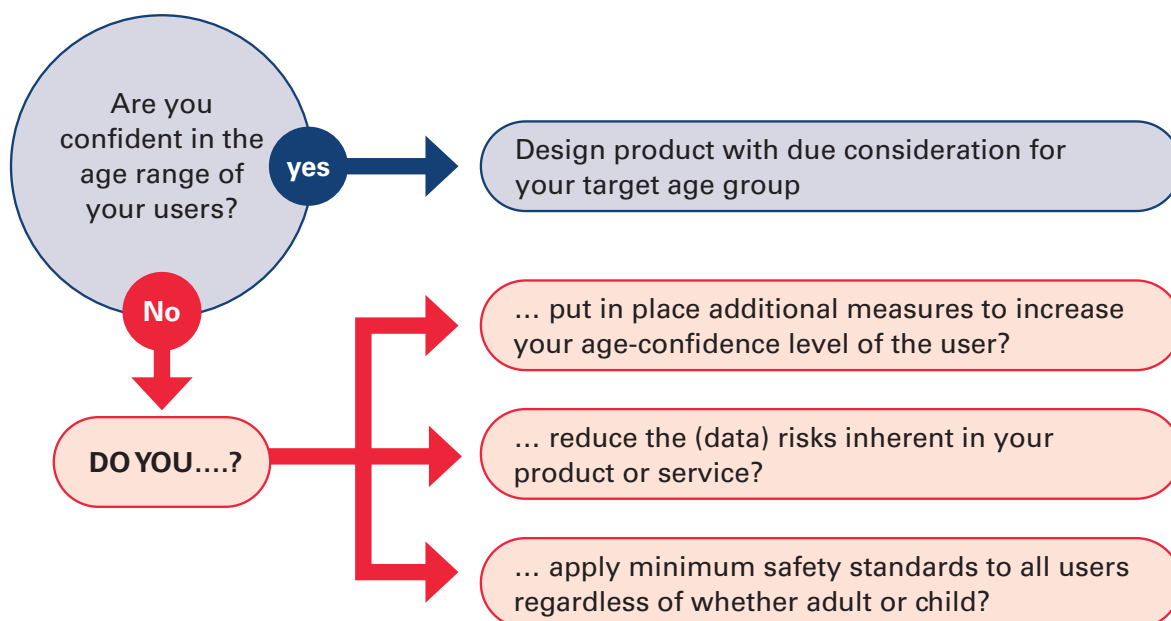 Are you
confident in the
age range of
your users?
yes
Design product with due consideration for
your target age group
No
DO YOU....?
... put in place additional measures to increase
your age-confidence level of the user?
... reduce the (data) risks inherent in your
product or service?
... apply minimum safety standards to all users
regardless of whether adult or child?